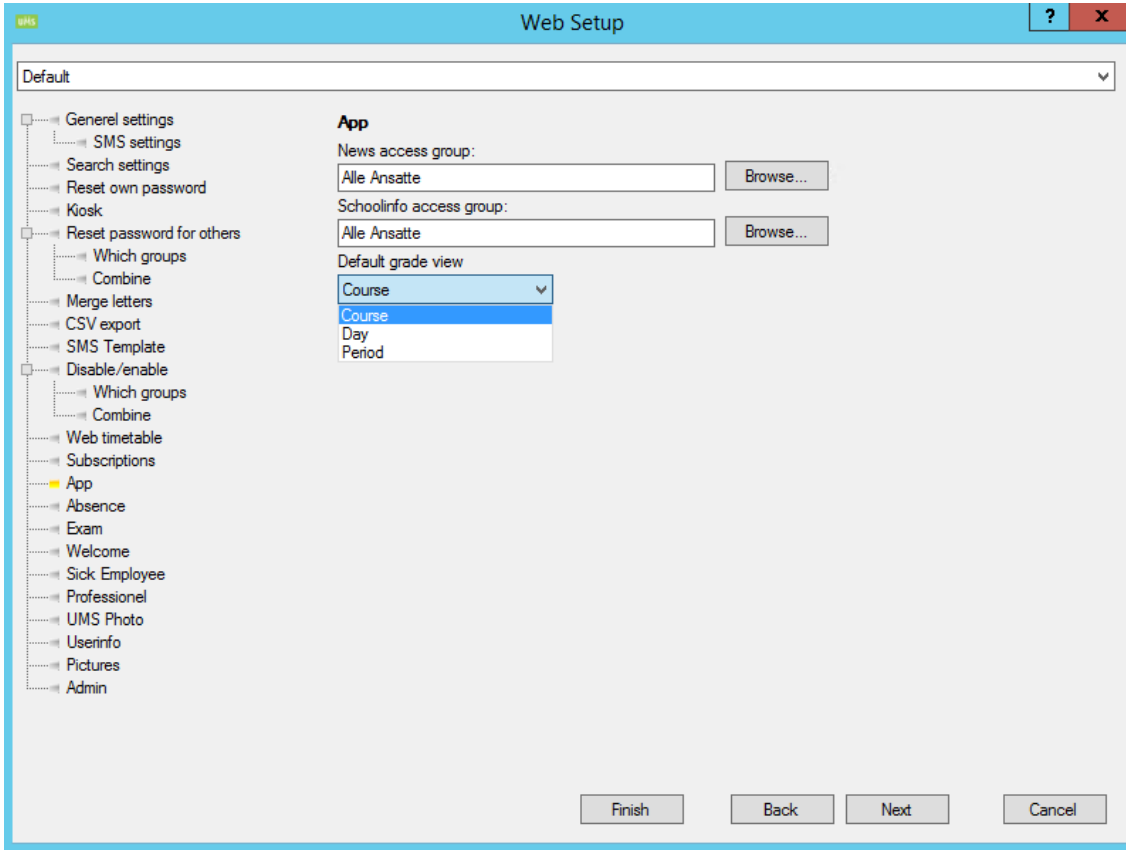 UMS
Web Setup
?
x
Default
Generel settings
SMS settings
Search settings
Reset own password
Kiosk
Reset password for others
Which groups
Combine
Merge letters
CSV export
SMS Template
Disable/enable
Which groups
Combine
Web timetable
Subscriptions
App
Absence
Exam
Welcome
Sick Employee
Professionel
UMS Photo
Userinfo
Pictures
Admin
App
News access group:
Alle Ansatte
Browse...
Schoolinfo access group:
Alle Ansatte
Browse...
Default grade view
Course
Course
Day
Period
Finish
Back
Next
Cancel